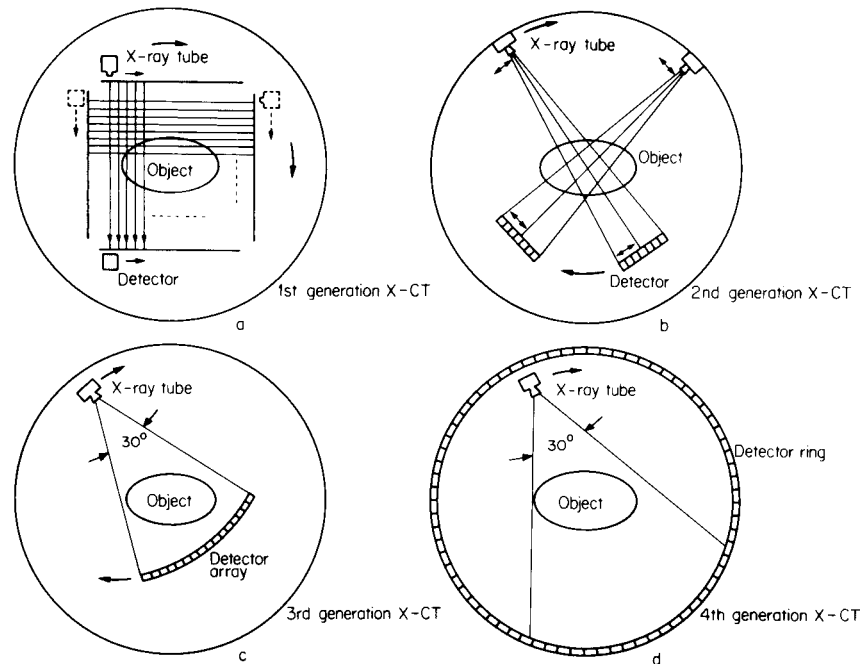 X-ray tube
Object
Detector
1st generation X-CT
a
X-ray tube
Object
Detector
2nd generation X-CT
b
X-ray tube
30°
Object
Detector
array
3rd generation X-CT
c
X-ray tube
30°
Detector ring
Object
4th generation X-CT
d